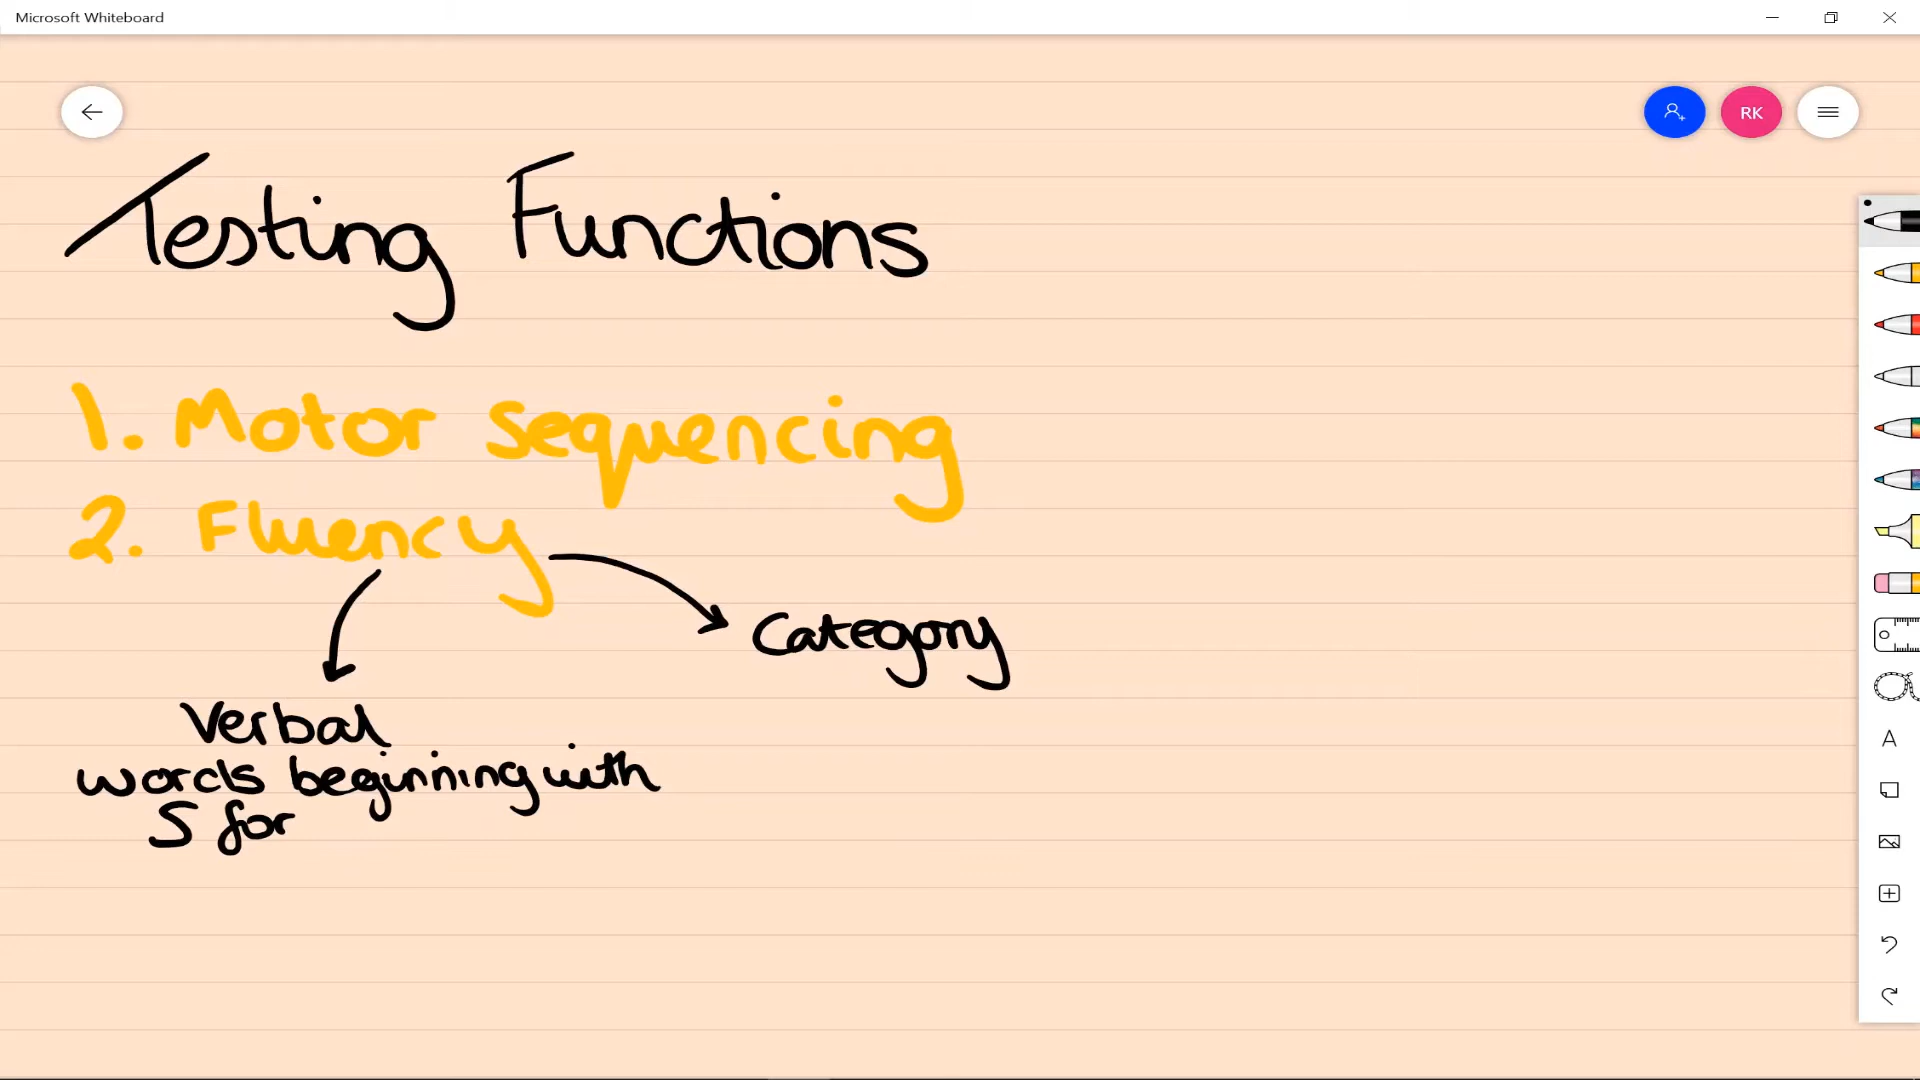 Microsoft Whiteboard
RK
Testing Functions
1. Motor sequencing
2. Fluency
Category
Verbal
words beginning with
S for
A